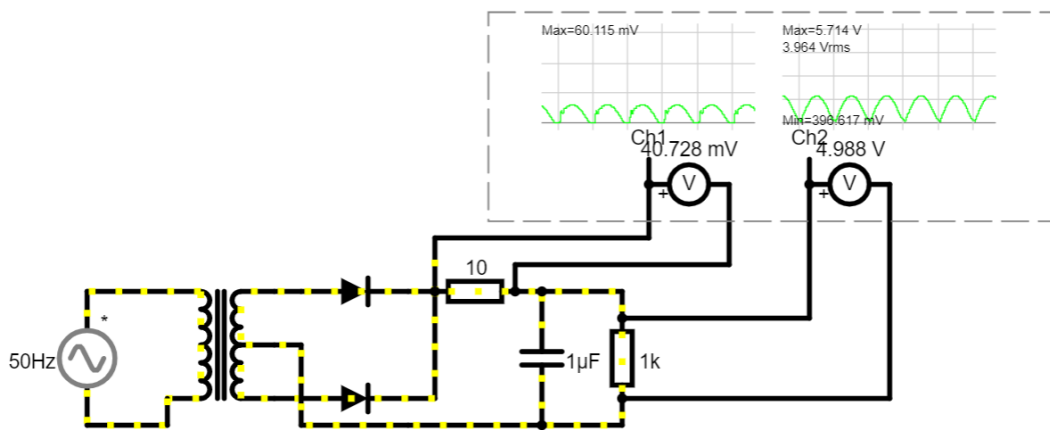 Max=60.115 mV
Max=5.714 V
3.964 Vrms
Min=396.617 mV
Ch1
40.728 mV
Ch2
4.988 V
V
+
V
+
10
*
50Hz
1µF
1k